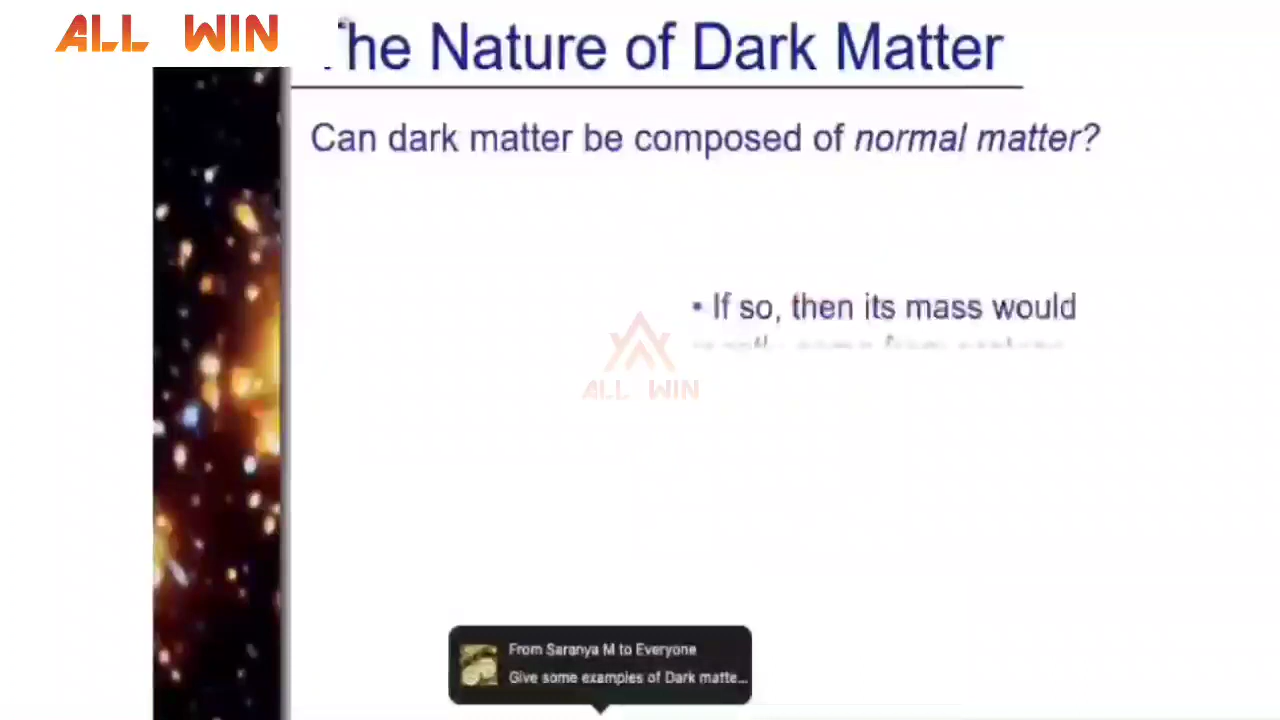 ALL WIN
The Nature of Dark Matter
Can dark matter be composed of normal matter?
• If so, then its mass would
ALL WIN
From Saranya M to Everyone
Give some examples of Dark matte...